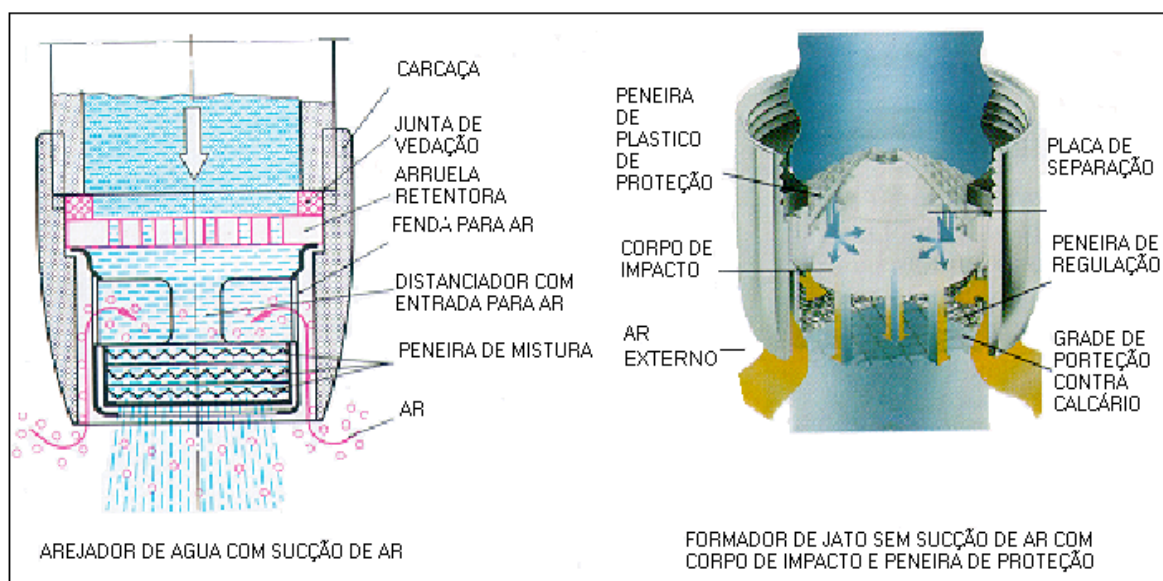 CARCAÇA
JUNTA DE
VEDAÇÃO
ARRUELA
RETENTORA
FENDA PARA AR
DISTANCIADOR COM
ENTRADA PARA AR
PENEIRA DE MISTURA
AR
AREJADOR DE AGUA COM SUCÇÃO DE AR
PENEIRA
DE
PLASTICO
DE
PROTEÇÃO
CORPO DE
IMPACTO
AR
EXTERNO
PLACA DE
SEPARAÇÃO
PENEIRA DE
REGULAÇÃO
GRADE DE
PORTEÇÃO
CONTRA
CALCÁRIO
FORMADOR DE JATO SEM SUCÇÃO DE AR COM
CORPO DE IMPACTO E PENEIRA DE PROTEÇÃO